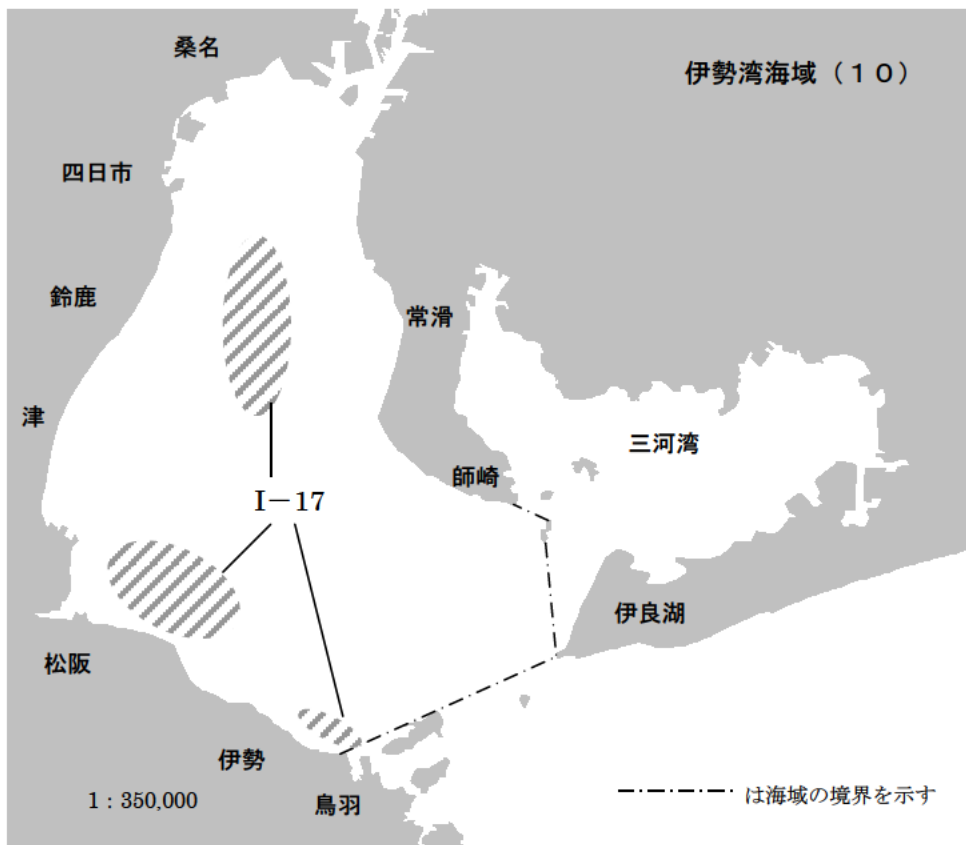 桑名
伊勢湾海域（１０）
四日市
鈴鹿
常滑
津
三河湾
師崎
I－17
伊良湖
松阪
伊勢
1：350,000
鳥羽
は海域の境界を示す